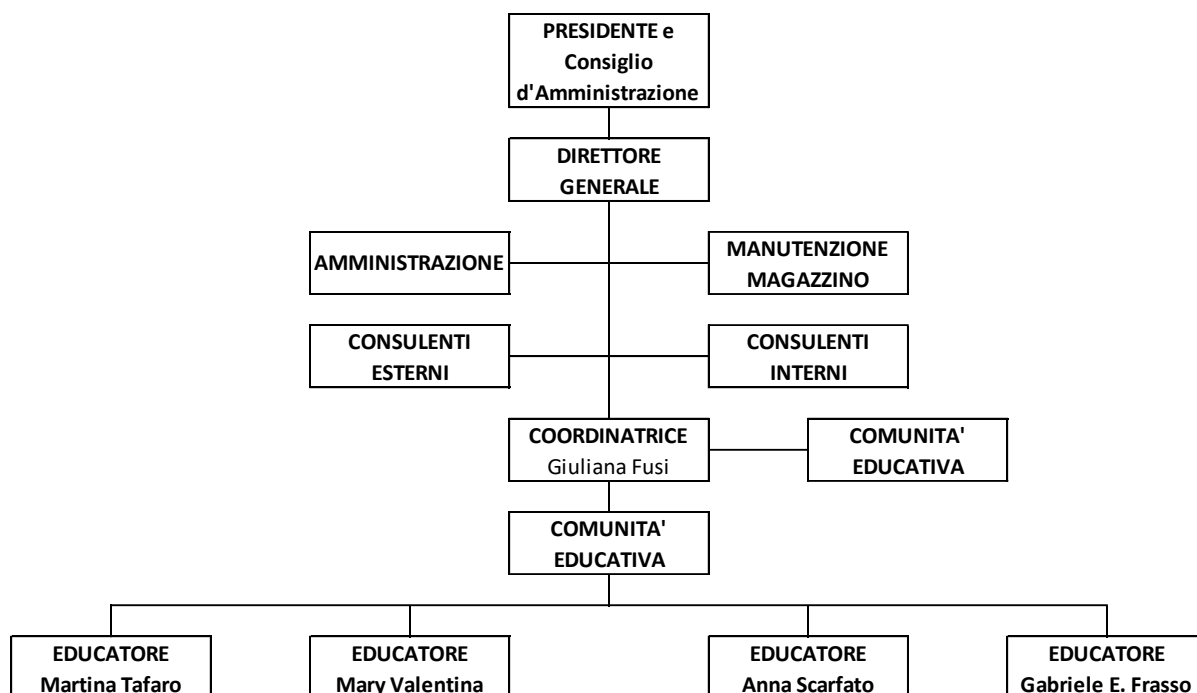 PRESIDENTE e
Consiglio
d'Amministrazione
DIRETTORE
GENERALE
AMMINISTRAZIONE
MANUTENZIONE
MAGAZZINO
CONSULENTI
ESTERNI
CONSULENTI
INTERNI
COORDINATRICE
Giuliana Fusi
COMUNITA'
EDUCATIVA
COMUNITA'
EDUCATIVA
EDUCATORE
Martina Tafaro
EDUCATORE
Mary Valentina
EDUCATORE
Anna Scarfato
EDUCATORE
Gabriele E. Frasso